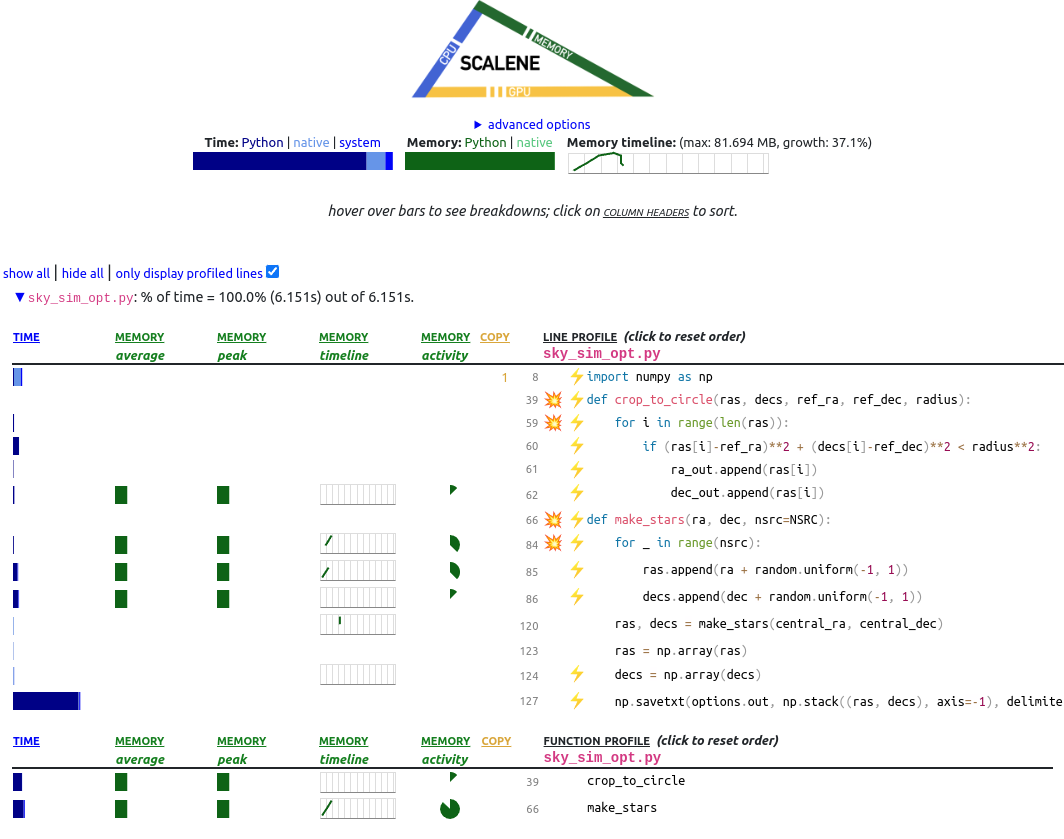 CPU
MEMORY
SCALENE
GPU
▶ advanced options
Time: Python | native | system Memory: Python | native Memory timeline: (max: 81.694 MB, growth: 37.1%)
hover over bars to see breakdowns; click on COLUMN HEADERS to sort.
show all | hide all | only display profiled lines
▼ sky_sim_opt.py: % of time = 100.0% (6.151s) out of 6.151s.
TIME MEMORY MEMORY MEMORY MEMORY COPY LINE PROFILE (click to reset order)
average peak timeline activity sky_sim_opt.py
1 8 ⚡import numpy as np
39 💥 ⚡def crop_to_circle(ras, decs, ref_ra, ref_dec, radius):
59 💥 ⚡ for i in range(len(ras)):
60 ⚡ if (ras[i]-ref_ra)**2 + (decs[i]-ref_dec)**2 < radius**2:
61 ⚡ ra_out.append(ras[i])
62 ⚡ dec_out.append(ras[i])
66 💥 ⚡def make_stars(ra, dec, nsrc=NSRC):
84 💥 ⚡ for _ in range(nsrc):
85 ⚡ ras.append(ra + random.uniform(-1, 1))
86 ⚡ decs.append(dec + random.uniform(-1, 1))
120 ras, decs = make_stars(central_ra, central_dec)
123 ras = np.array(ras)
124 ⚡ decs = np.array(decs)
127 ⚡ np.savetxt(options.out, np.stack((ras, decs), axis=-1), delimite
TIME MEMORY MEMORY MEMORY MEMORY COPY FUNCTION PROFILE (click to reset order)
average peak timeline activity sky_sim_opt.py
39 crop_to_circle
66 make_stars